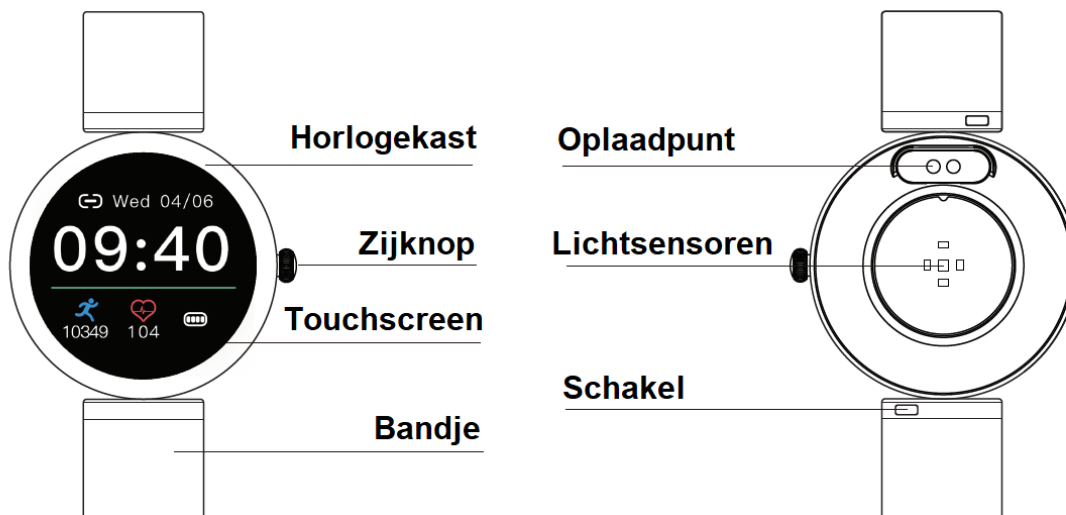 Horlogekast
Wed 04/06
09:40
Zijknop
10349
104
Touchscreen
Bandje
Oplaadpunt
Lichtsensoren
Schakel